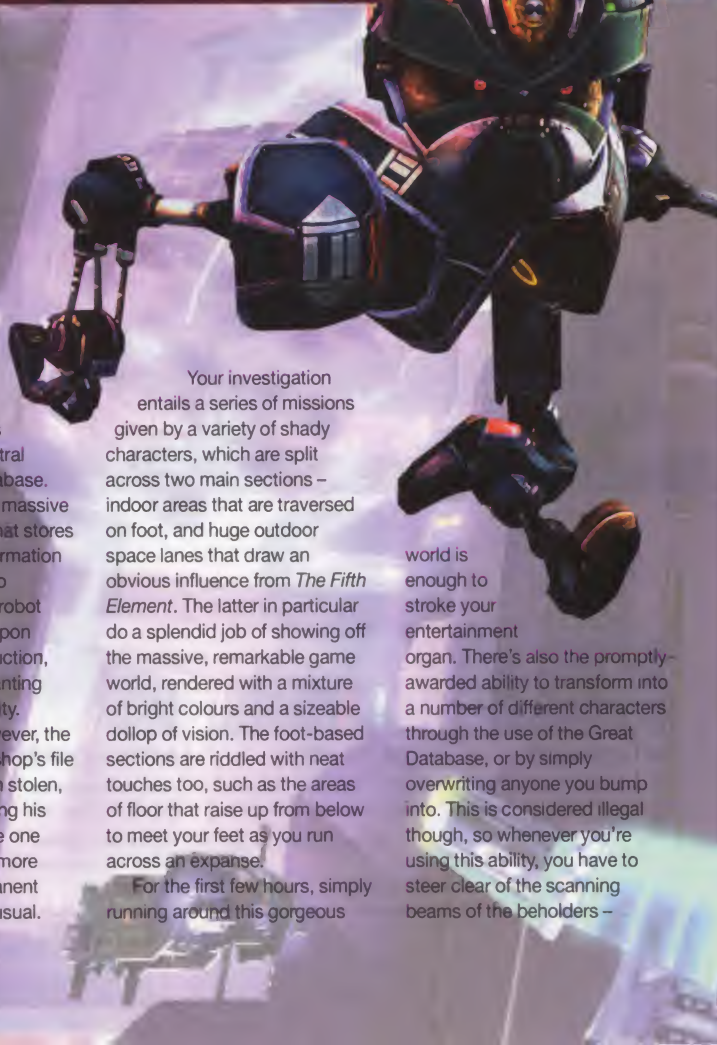 s
tral
abase.
massive
hat stores
rmation
o
robot
pon
nction,
nting
ity.
ever, the
hop's file
n stolen,
ng his
e one
more
nent
usual.
Your investigation
entails a series of missions
given by a variety of shady
characters, which are split
across two main sections –
indoor areas that are traversed
on foot, and huge outdoor
space lanes that draw an
obvious influence from The Fifth
Element. The latter in particular
do a splendid job of showing off
the massive, remarkable game
world, rendered with a mixture
of bright colours and a sizeable
dollop of vision. The foot-based
sections are riddled with neat
touches too, such as the areas
of floor that raise up from below
to meet your feet as you run
across an expanse.
For the first few hours, simply
running around this gorgeous
world is
enough to
stroke your
entertainment
organ. There's also the promptly-
awarded ability to transform into
a number of different characters
through the use of the Great
Database, or by simply
overwriting anyone you bump
into. This is considered illegal
though, so whenever you're
using this ability, you have to
steer clear of the scanning
beams of the beholders –